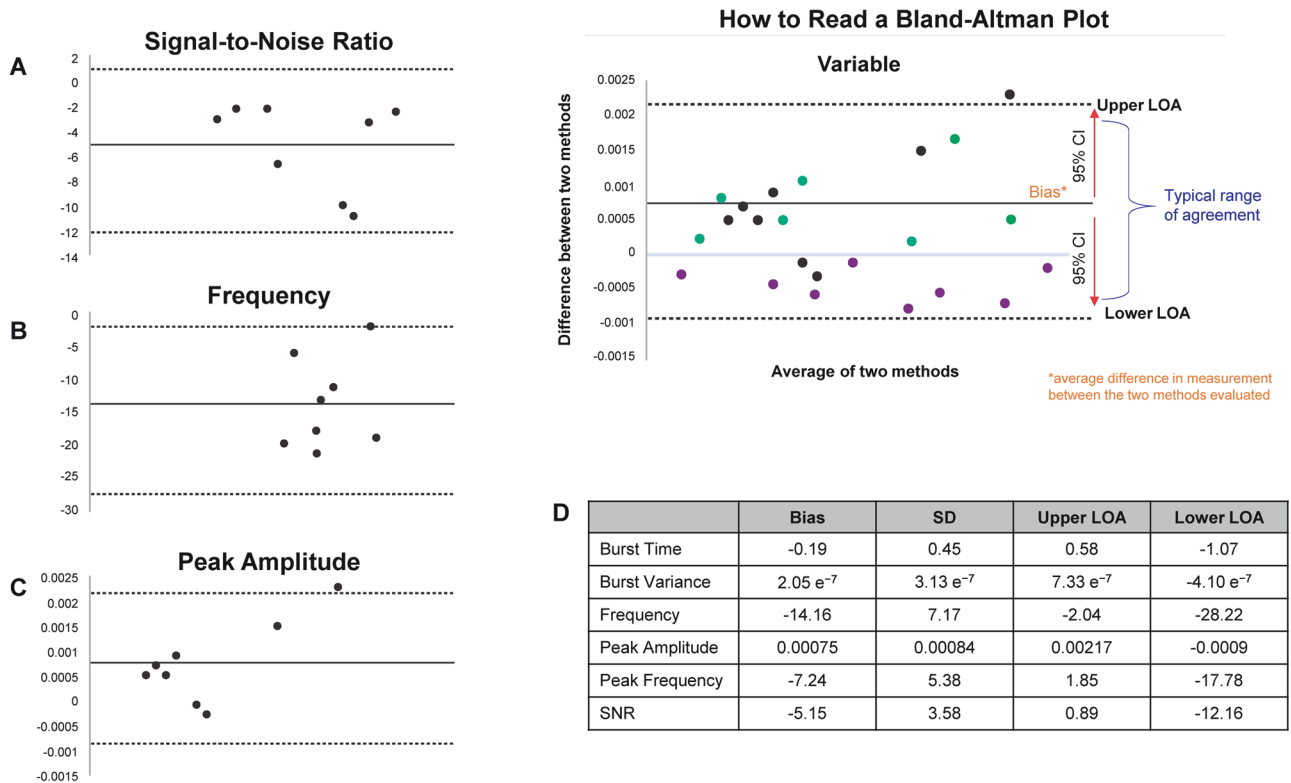 A
Signal-to-Noise Ratio
2
0
-2
-4
-6
-8
-10
-12
-14
B
Frequency
0
-5
-10
-15
-20
-25
-30
C
Peak Amplitude
0.0025
0.002
0.0015
0.001
0.0005
0
-0.0005
-0.001
-0.0015
How to Read a Bland-Altman Plot
Variable
Difference between two methods
0.0025
0.002
0.0015
0.001
0.0005
0
-0.0005
-0.001
-0.0015
Average of two methods
Upper LOA
95% CI
Bias*
95% CI
Lower LOA
Typical range
of agreement
*average difference in measurement
between the two methods evaluated
D
Bias SD Upper LOA Lower LOA
Burst Time -0.19 0.45 0.58 -1.07
Burst Variance 2.05 e⁻⁷ 3.13 e⁻⁷ 7.33 e⁻⁷ -4.10 e⁻⁷
Frequency -14.16 7.17 -2.04 -28.22
Peak Amplitude 0.00075 0.00084 0.00217 -0.0009
Peak Frequency -7.24 5.38 1.85 -17.78
SNR -5.15 3.58 0.89 -12.16